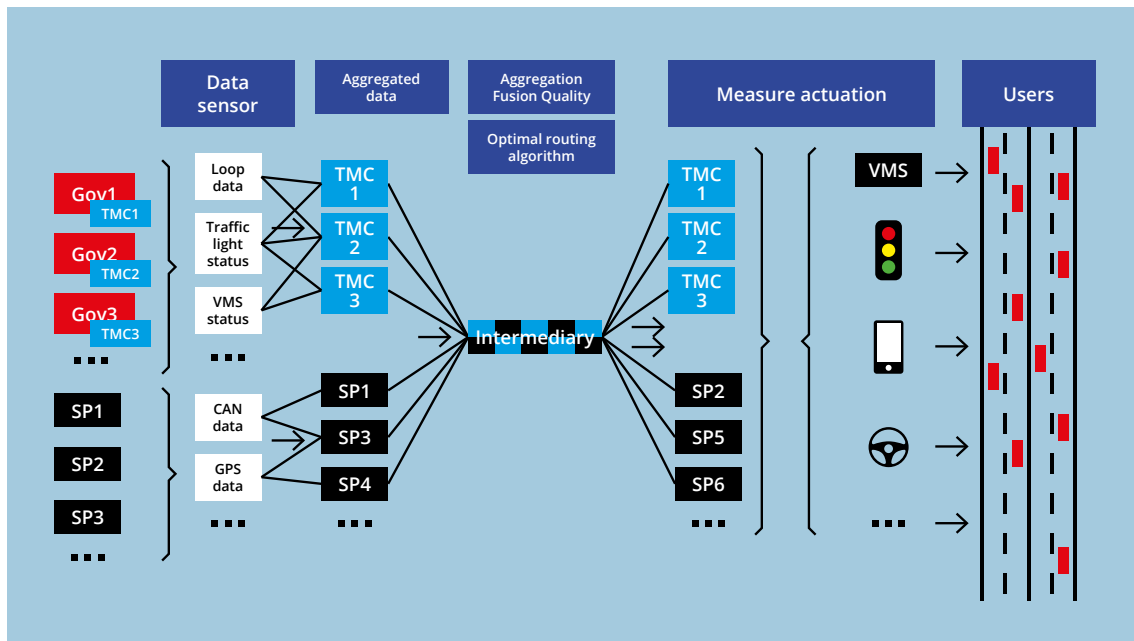 Data
sensor
Aggregated
data
Aggregation
Fusion Quality
Optimal routing
algorithm
Measure actuation
Users
Gov1
TMC1
Gov2
TMC2
Gov3
TMC3
SP1
SP2
SP3
Loop
data
Traffic
light
status
VMS
status
CAN
data
GPS
data
TMC
1
TMC
2
TMC
3
SP1
SP3
SP4
Intermediary
TMC
1
TMC
2
TMC
3
SP2
SP5
SP6
VMS